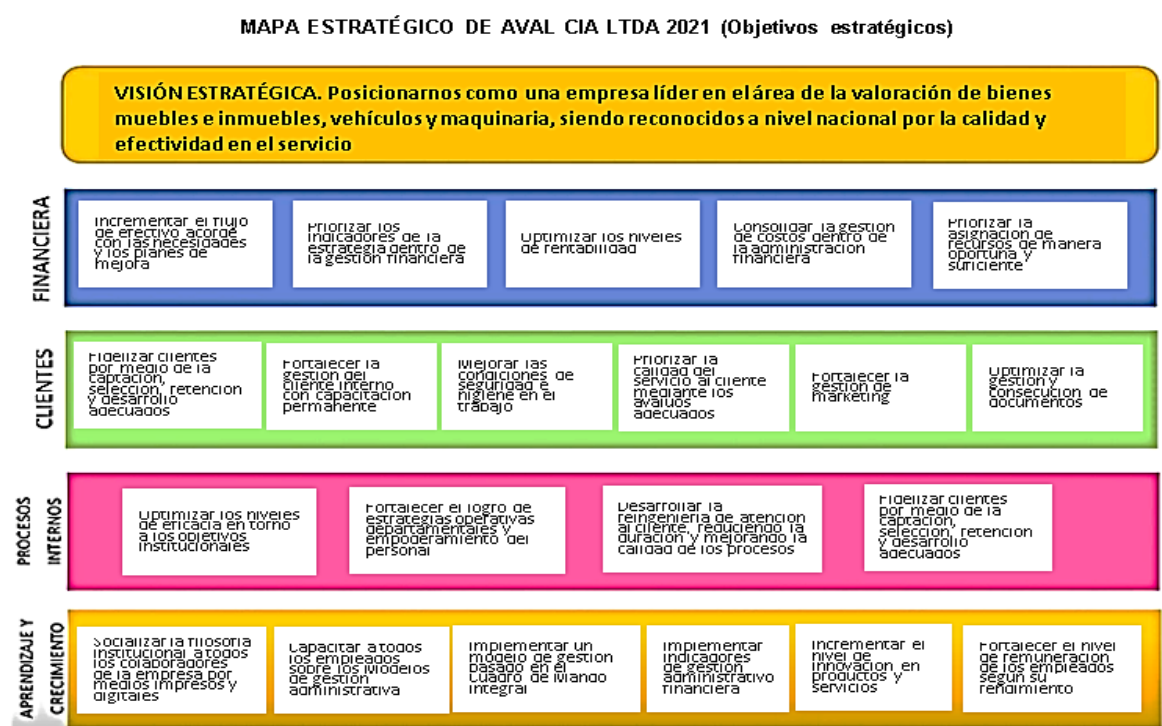 MAPA ESTRATÉGICO DE AVAL CIA LTDA 2021 (Objetivos estratégicos)
VISIÓN ESTRATÉGICA. Posicionarnos como una empresa líder en el área de la valoración de bienes
muebles e inmuebles, vehículos y maquinaria, siendo reconocidos a nivel nacional por la calidad y
efectividad en el servicio
FINANCIERA
Incrementar el flujo
de efectivo acorde
con las necesidades
y los planes de
mejora
Priorizar los
indicadores de la
estrategia dentro de
la gestión financiera
Optimizar los niveles
de rentabilidad
Consolidar la gestión
de costos dentro de
la administración
financiera
Priorizar la
asignación de
recursos de manera
oportuna y
suficiente
CLIENTES
Fidelizar clientes
por medio de la
captación,
selección, retención
y desarrollo
adecuados
Fortalecer la
gestión del
cliente interno
con capacitación
permanente
Mejorar las
condiciones de
seguridad e
higiene en el
trabajo
Priorizar la
calidad del
servicio al cliente
mediante los
avalúos
adecuados
Fortalecer la
gestión de
marketing
Optimizar la
gestión y
consecución de
documentos
PROCESOS
INTERNOS
Optimizar los niveles
de eficacia en torno
a los objetivos
institucionales
Fortalecer el logro de
estrategias operativas
departamentales y
empoderamiento del
personal
Desarrollar la
reingeniería de atención
al cliente, reduciendo la
duración y mejorando la
calidad de los procesos
Fidelizar clientes
por medio de la
captación,
selección, retención
y desarrollo
adecuados
APRENDIZAJE Y
CRECIMIENTO
Socializar la filosofía
institucional a todos
los colaboradores
de la empresa por
medios impresos y
digitales
Capacitar a todos
los empleados
sobre los Modelos
de gestión
administrativa
Implementar un
modelo de gestión
basado en el
Cuadro de Mando
Integral
Implementar
indicadores
de gestión
administrativo
financiera
Incrementar el
nivel de
innovación en
productos y
servicios
Fortalecer el nivel
de remuneración
de los empleados
según su
rendimiento